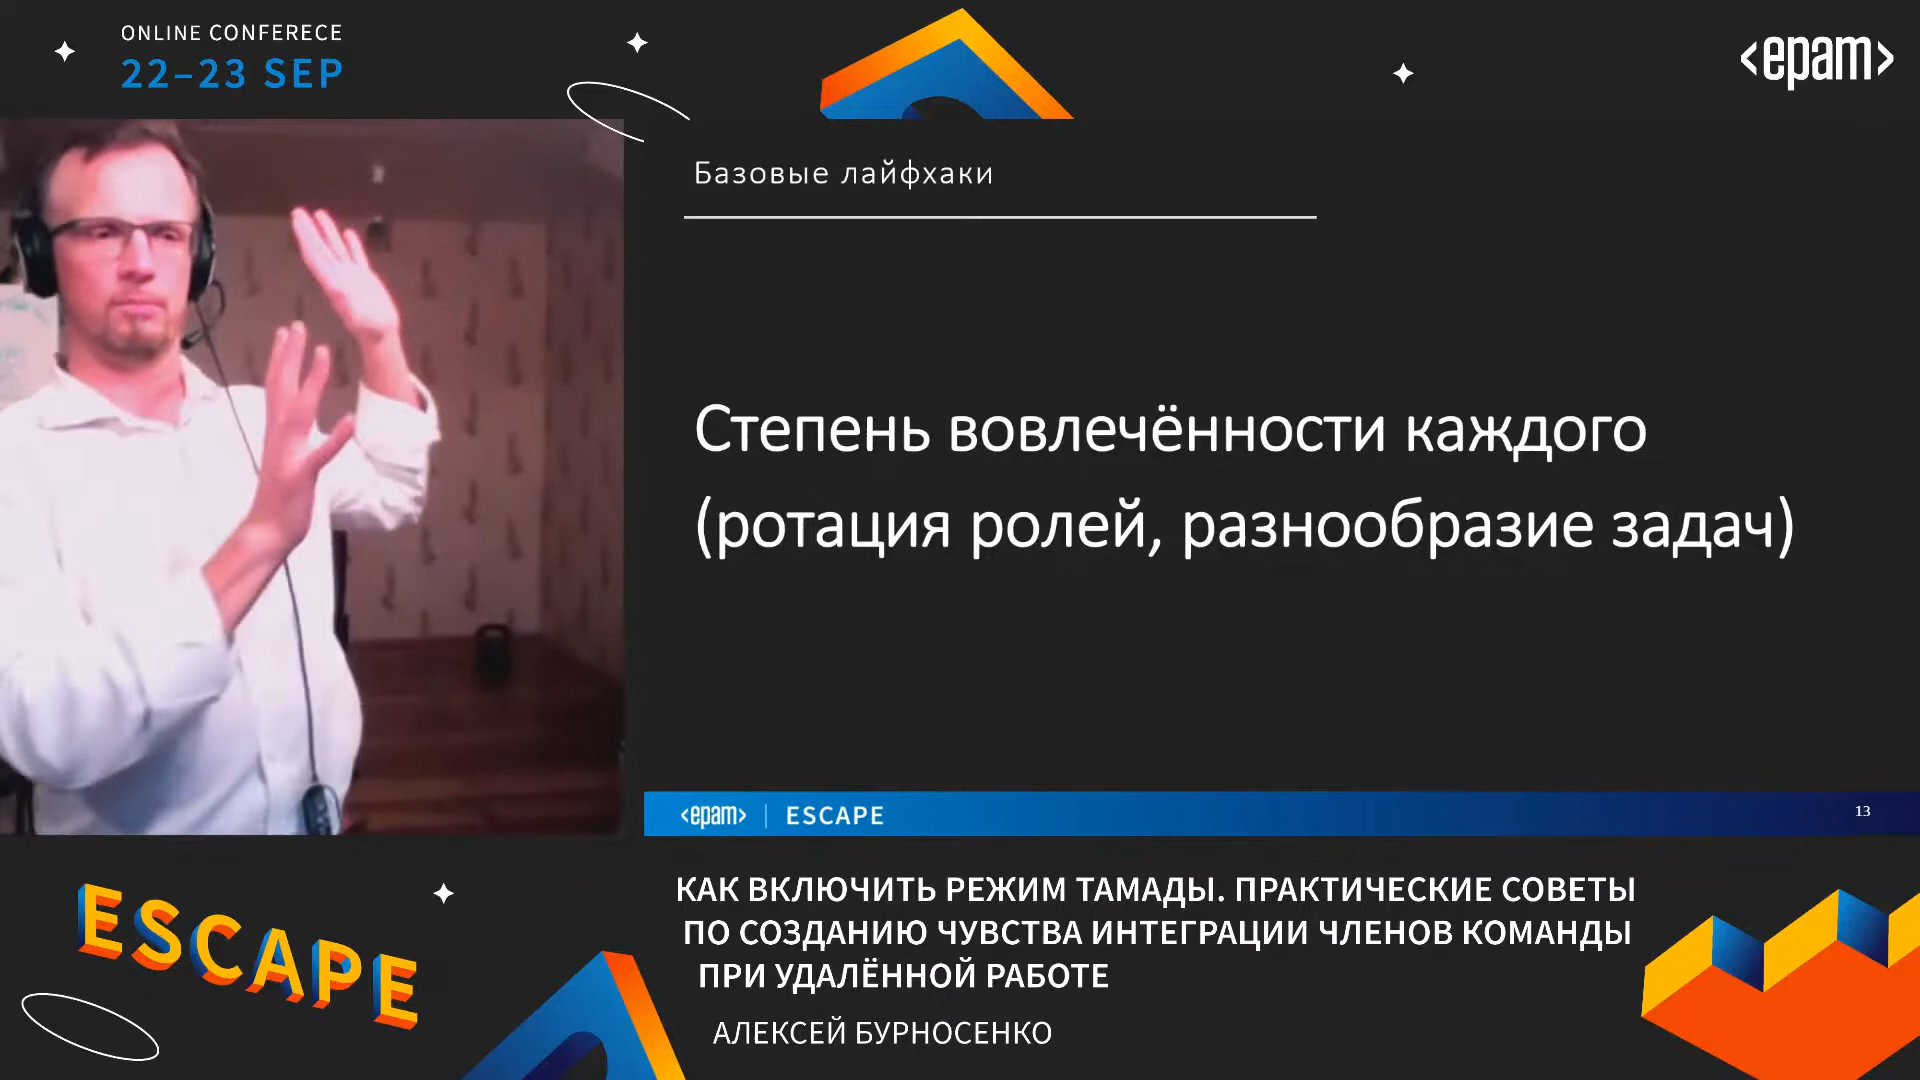 ONLINE CONFERECE
22–23 SEP
<epam>
Базовые лайфхаки
Степень вовлечённости каждого
(ротация ролей, разнообразие задач)
<epam> | ESCAPE
13
ESCAPE
КАК ВКЛЮЧИТЬ РЕЖИМ ТАМАДЫ. ПРАКТИЧЕСКИЕ СОВЕТЫ
ПО СОЗДАНИЮ ЧУВСТВА ИНТЕГРАЦИИ ЧЛЕНОВ КОМАНДЫ
ПРИ УДАЛЁННОЙ РАБОТЕ
АЛЕКСЕЙ БУРНОСЕНКО